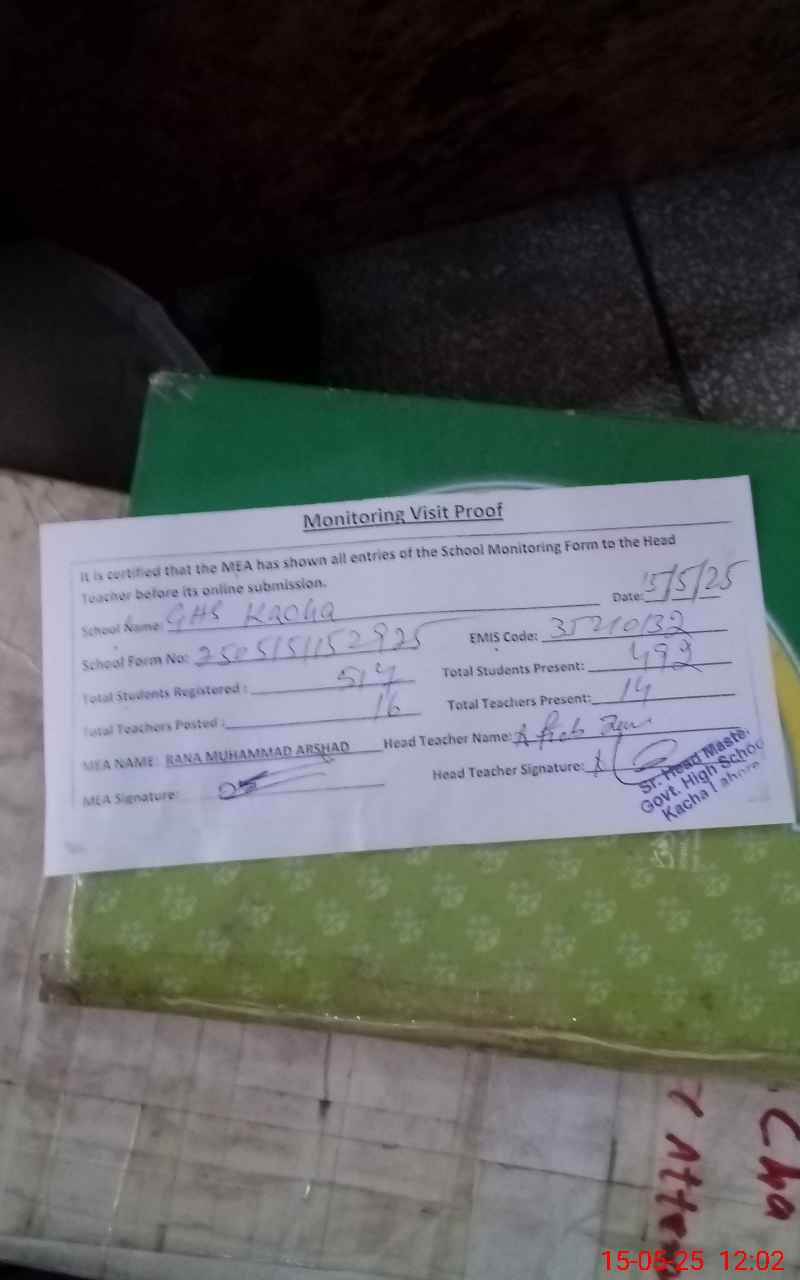 Monitoring Visit Proof
It is certified that the MEA has shown all entries of the School Monitoring Form to the Head
Teacher before its online submission.
School Name: GHS Kacha Date: 15/5/25
School Form No: 2505151152925 EMIS Code: 35210132
Total Students Registered : 517 Total Students Present: 492
Total Teachers Posted : 16 Total Teachers Present: 14
MEA NAME: RANA MUHAMMAD ARSHAD Head Teacher Name:
MEA Signature: Head Teacher Signature:
Sr. Head Master
Govt. High School
Kacha Lahore
Cha
Atte
15-05-25 12:02